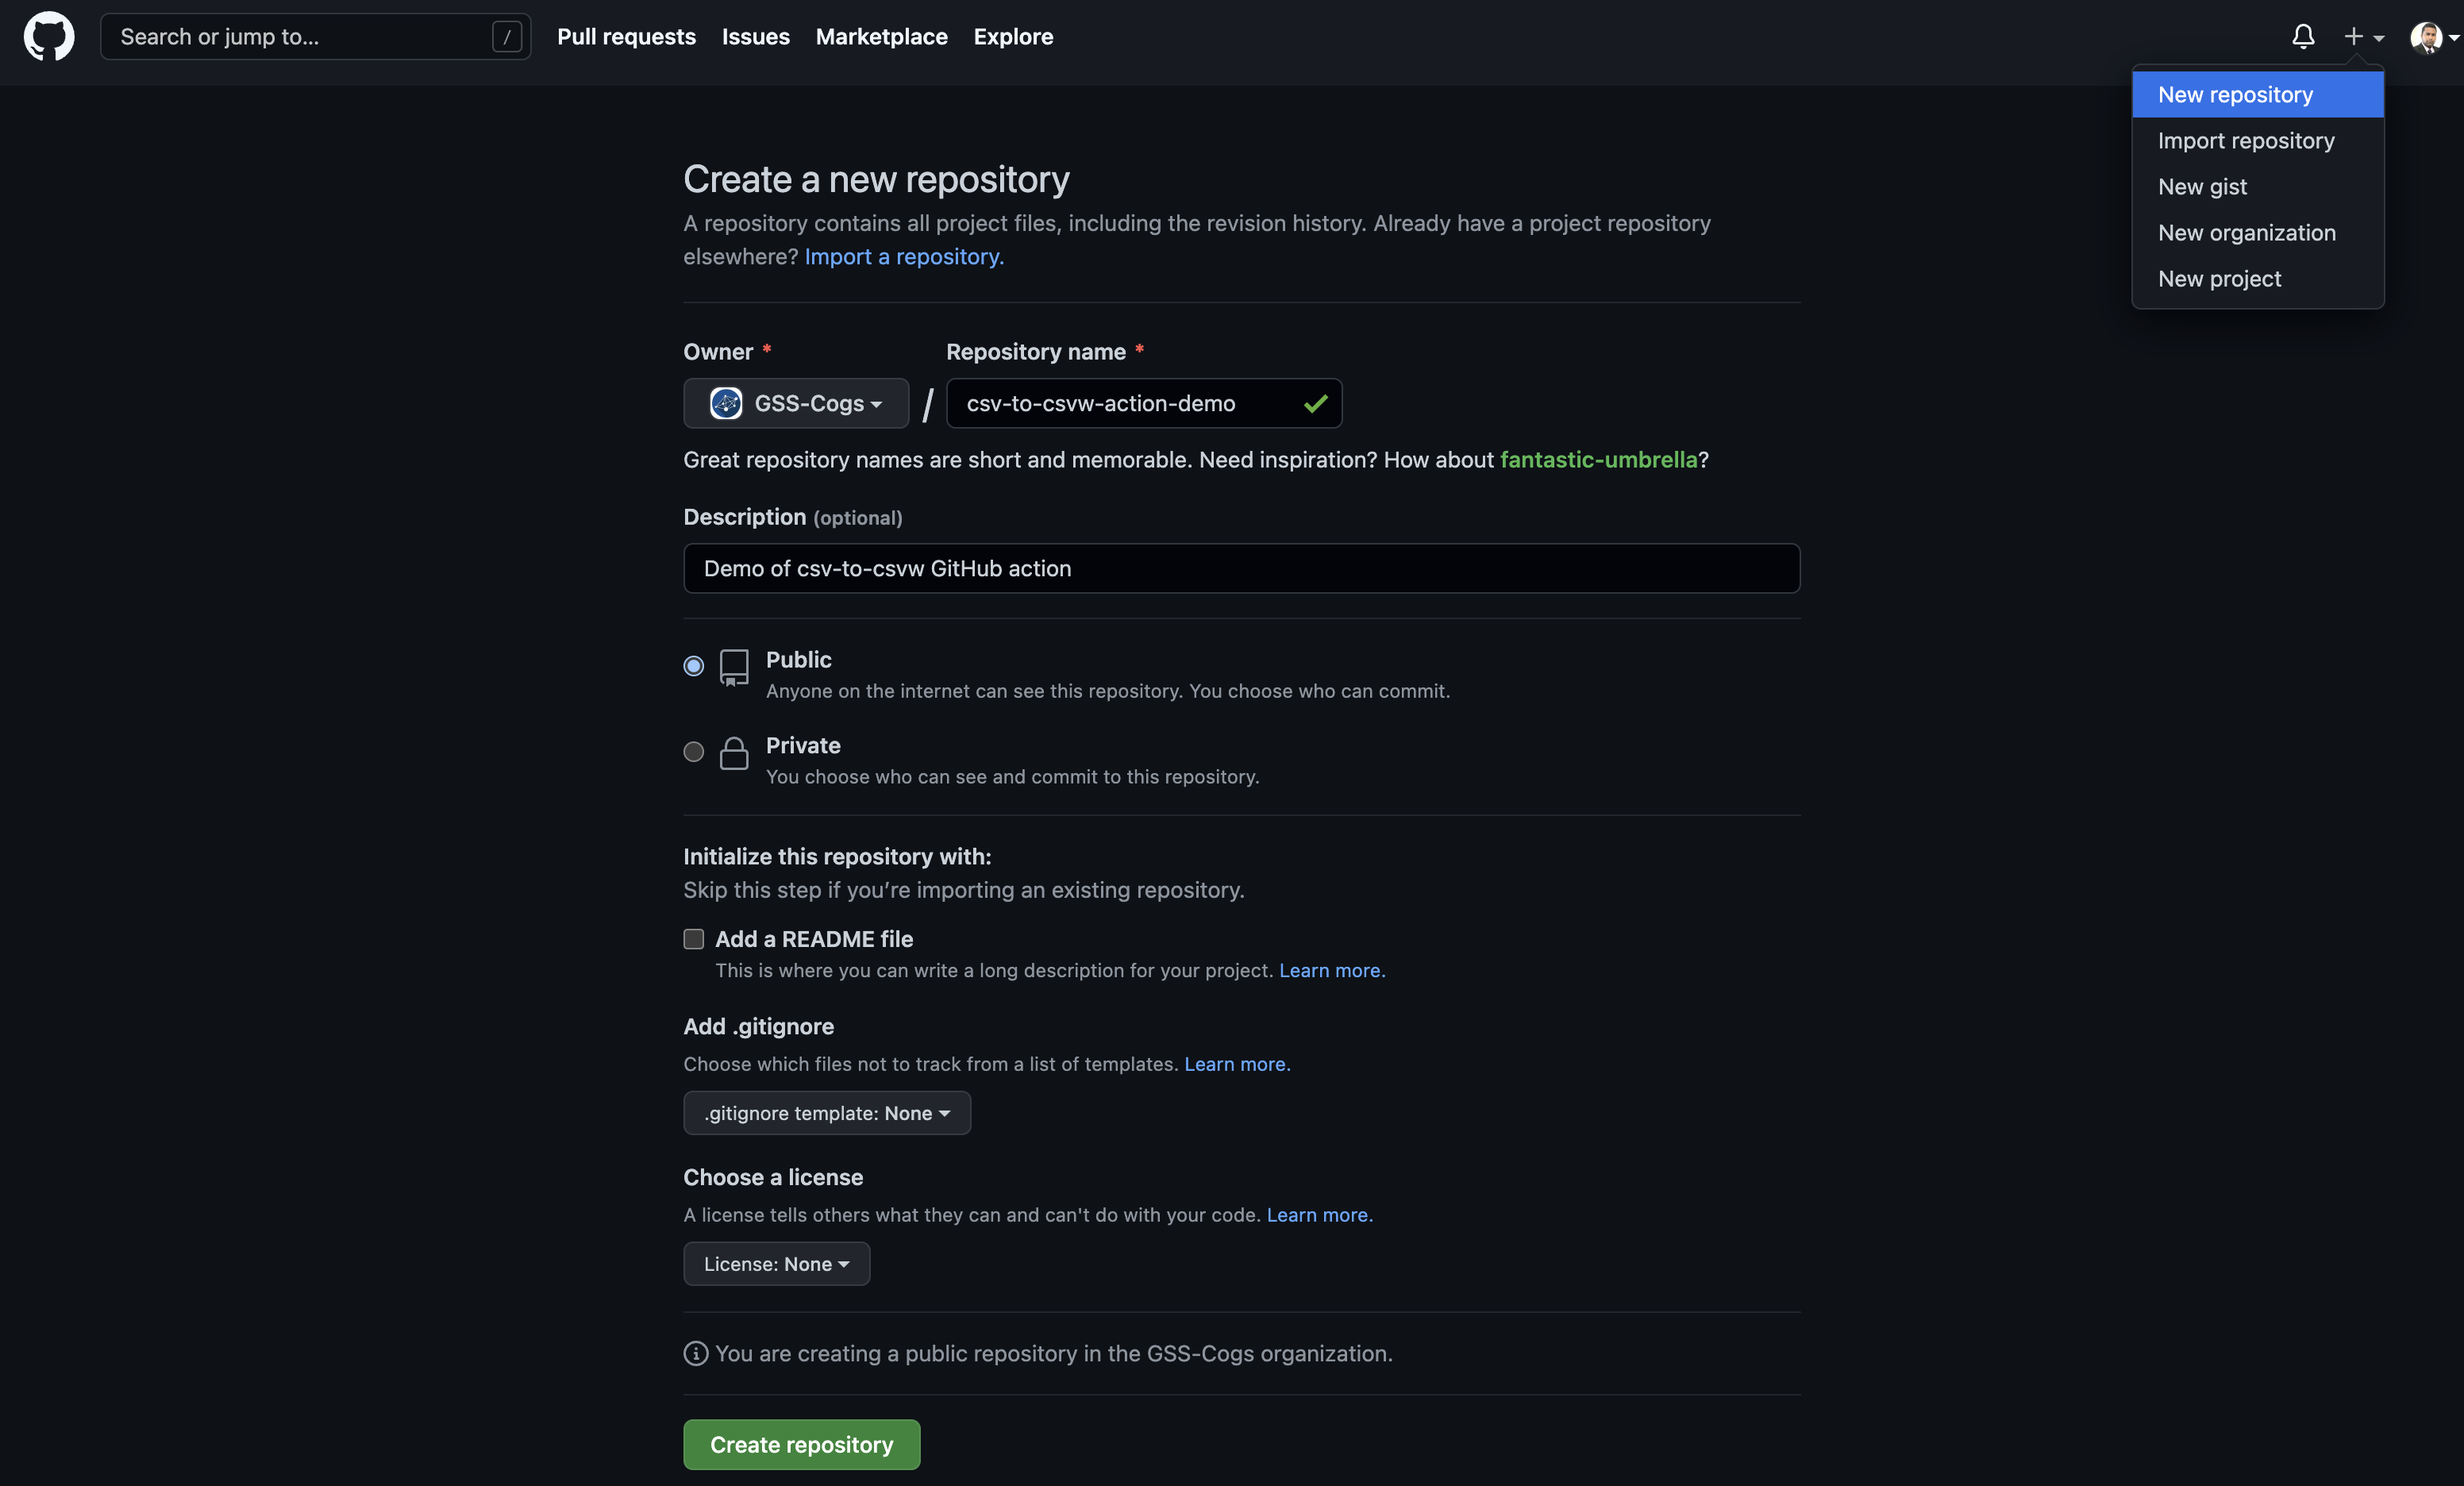 Search or jump to...
/
Pull requests
Issues
Marketplace
Explore
New repository
Import repository
New gist
New organization
New project
Create a new repository
A repository contains all project files, including the revision history. Already have a project repository
elsewhere? Import a repository.
Owner *
Repository name *
GSS-Cogs
/
csv-to-csvw-action-demo
Great repository names are short and memorable. Need inspiration? How about fantastic-umbrella?
Description (optional)
Demo of csv-to-csvw GitHub action
Public
Anyone on the internet can see this repository. You choose who can commit.
Private
You choose who can see and commit to this repository.
Initialize this repository with:
Skip this step if you’re importing an existing repository.
Add a README file
This is where you can write a long description for your project. Learn more.
Add .gitignore
Choose which files not to track from a list of templates. Learn more.
.gitignore template: None
Choose a license
A license tells others what they can and can't do with your code. Learn more.
License: None
You are creating a public repository in the GSS-Cogs organization.
Create repository